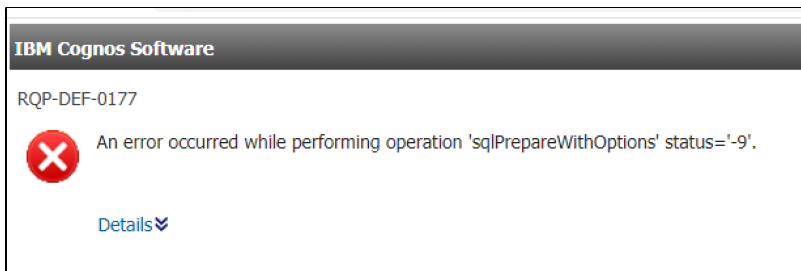 IBM Cognos Software
RQP-DEF-0177
An error occurred while performing operation 'sqlPrepareWithOptions' status='-9'.
Details